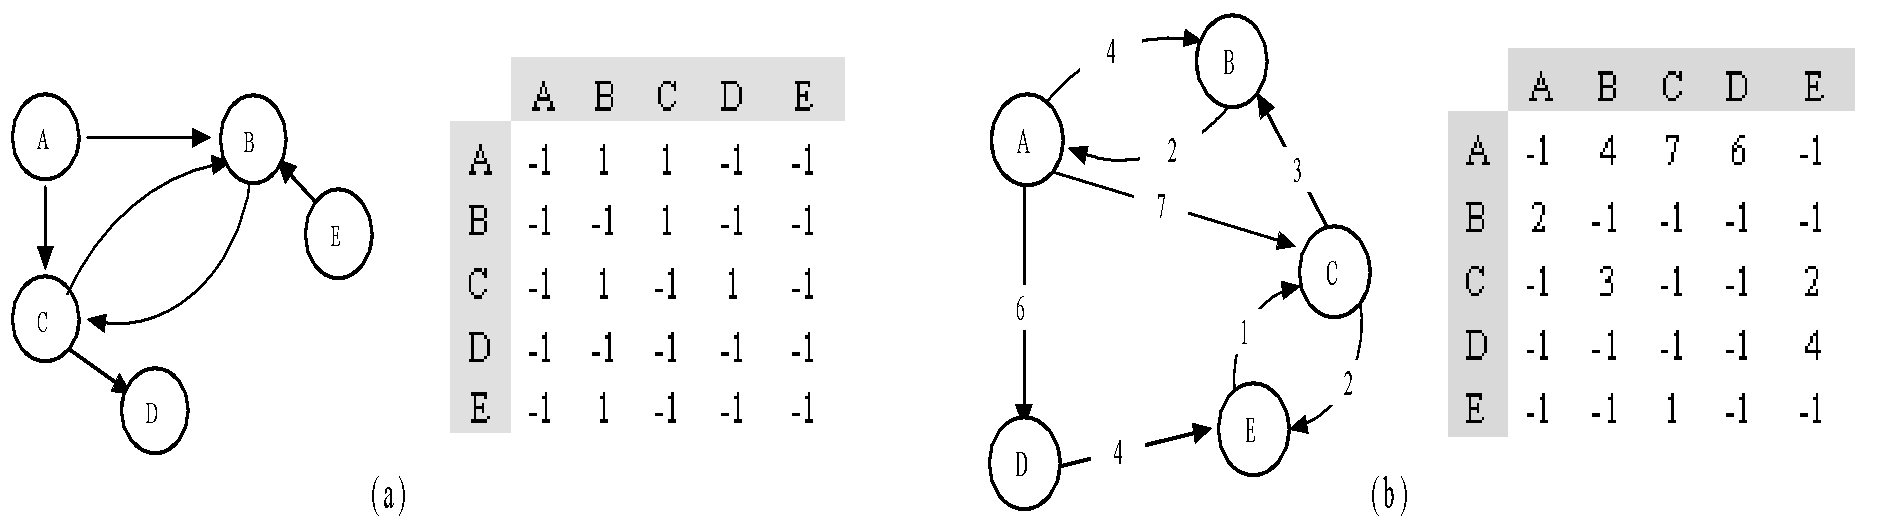 A
B
E
C
D
A B C D E
A -1 1 1 -1 -1
B -1 -1 1 -1 -1
C -1 1 -1 1 -1
D -1 -1 -1 -1 -1
E -1 1 -1 -1 -1
(a)
4
B
A
2
3
7
C
6
1
2
E
4
D
A B C D E
A -1 4 7 6 -1
B 2 -1 -1 -1 -1
C -1 3 -1 -1 2
D -1 -1 -1 -1 4
E -1 -1 1 -1 -1
(b)